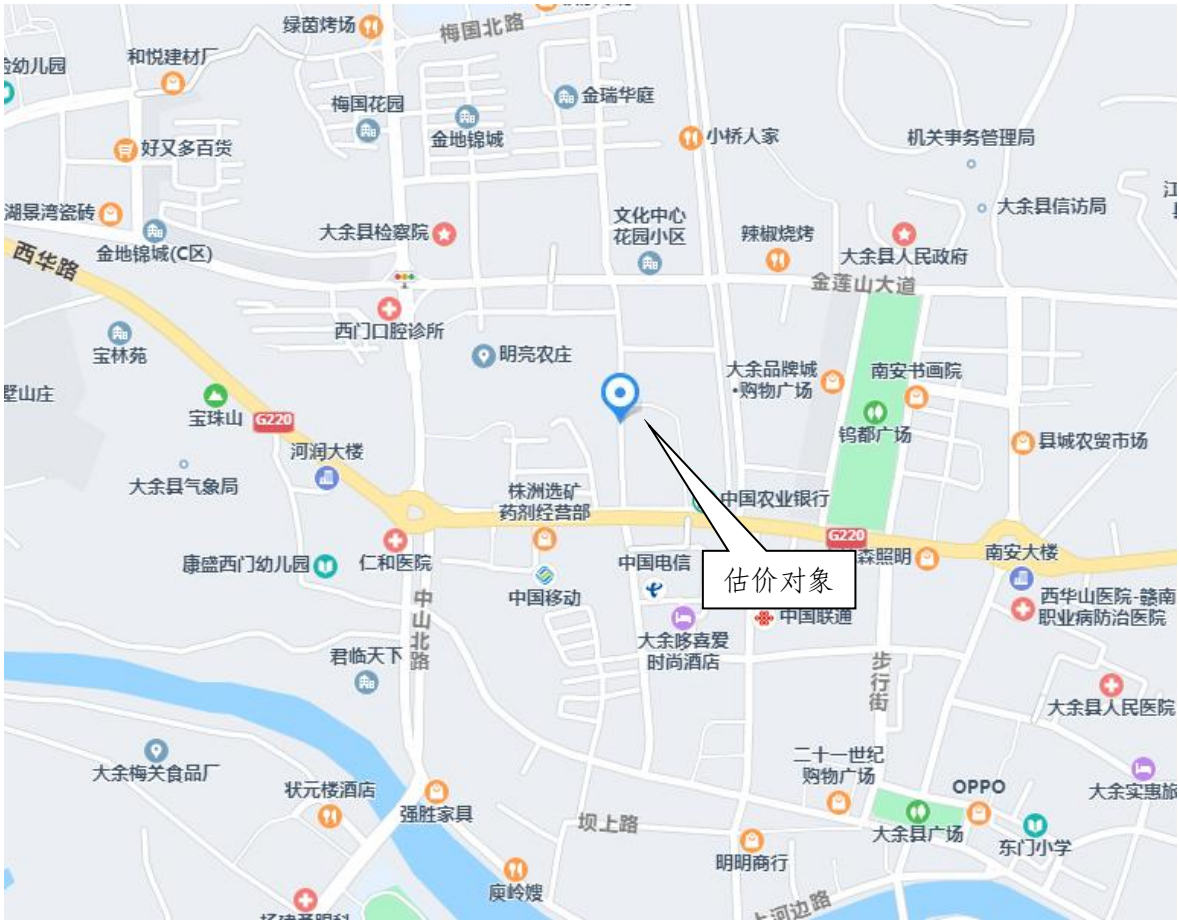 绿茵烤场
梅国北路
和悦建材厂
幼儿园
梅国花园
金地锦城
金瑞华庭
小桥人家
机关事务管理局
好又多百货
湖景湾瓷砖
金地锦城(C区)
大余县检察院
文化中心
花园小区
辣椒烧烤
大余县信访局
江
大余县人民政府
西华路
金莲山大道
西门口腔诊所
宝林苑
明亮农庄
大余品牌城
·购物广场
南安书画院
墅山庄
宝珠山
G220
钨都广场
县城农贸市场
河润大楼
大余县气象局
株洲选矿
药剂经营部
中国农业银行
G220
康盛西门幼儿园
仁和医院
中国移动
中国电信
估价对象
森照明
南安大楼
西华山医院-赣南
职业病防治医院
中国联通
中山北路
大余哆喜爱
时尚酒店
君临天下
步行街
大余县人民医院
大余梅关食品厂
状元楼酒店
强胜家具
坝上路
二十一世纪
购物广场
OPPO
大余实惠旅
大余县广场
东门小学
明明商行
庾岭嫂
上河边路